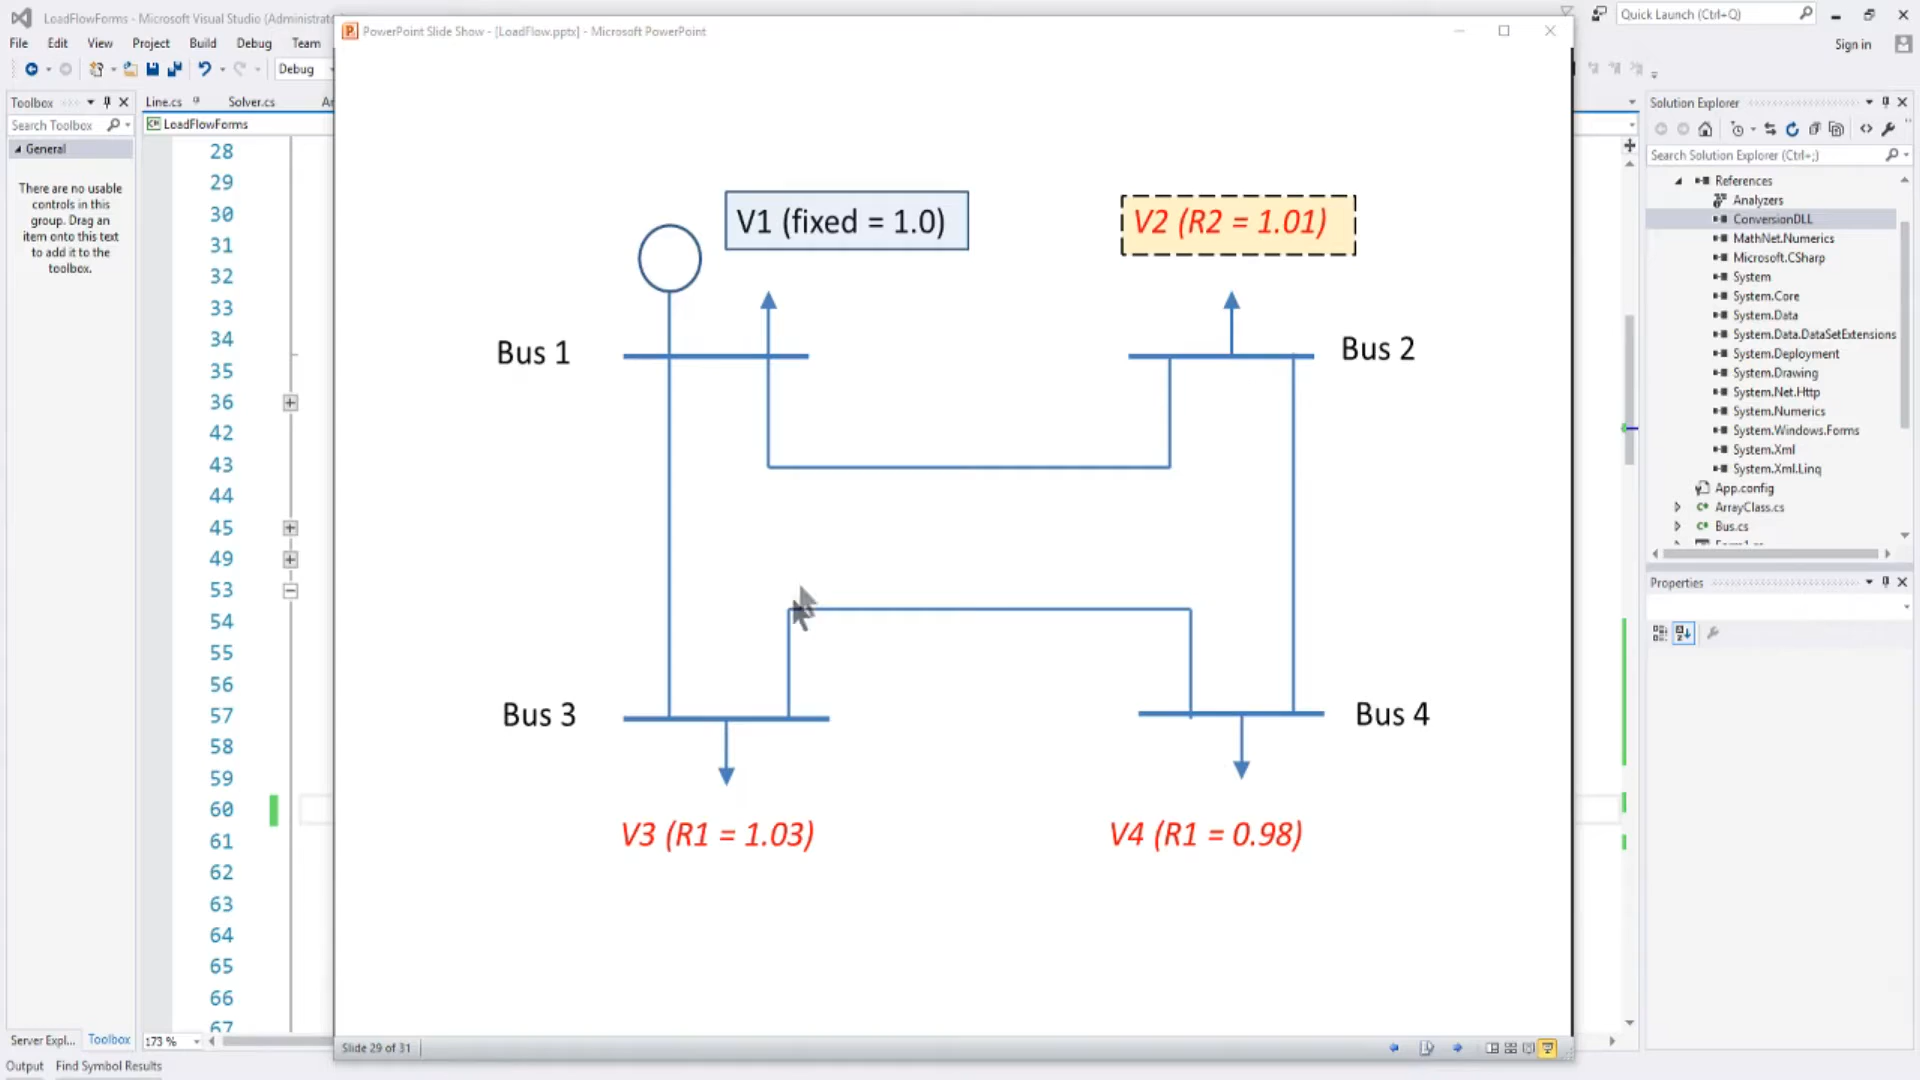 LoadFlowForms - Microsoft Visual Studio (Administrato
Quick Launch (Ctrl+Q)
PowerPoint Slide Show - [LoadFlow.pptx] - Microsoft PowerPoint
File Edit View Project Build Debug Team
Sign in
Debug
Toolbox
Line.cs Solver.cs
Solution Explorer
Search Toolbox
LoadFlowForms
General
Search Solution Explorer (Ctrl+;)
There are no usable
controls in this
group. Drag an
item onto this text
to add it to the
toolbox.
28
29
30
31
32
33
34
35
36
42
43
44
45
49
53
54
55
56
57
58
59
60
61
62
63
64
65
66
67
V1 (fixed = 1.0)
V2 (R2 = 1.01)
Bus 1
Bus 2
Bus 3
Bus 4
V3 (R1 = 1.03)
V4 (R1 = 0.98)
References
Analyzers
ConversionDLL
MathNet.Numerics
Microsoft.CSharp
System
System.Core
System.Data
System.Data.DataSetExtensions
System.Deployment
System.Drawing
System.Net.Http
System.Numerics
System.Windows.Forms
System.Xml
System.Xml.Linq
App.config
ArrayClass.cs
Bus.cs
Properties
Server Expl... Toolbox
173 %
Slide 29 of 31
Output Find Symbol Results